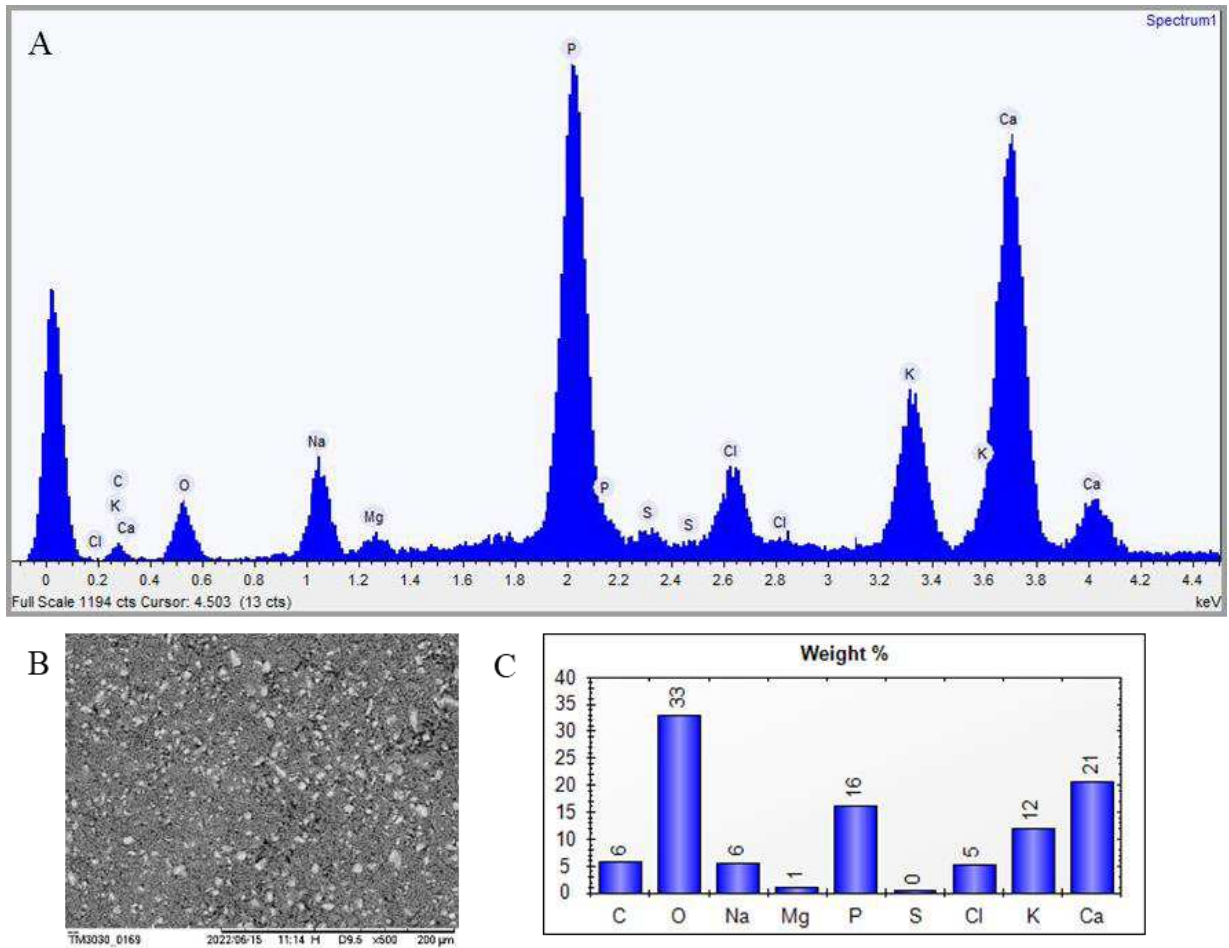 A
Spectrum1
P
Ca
K
K
Na
Cl
C
O
P
K
Ca
Mg
S
S
Cl
Ca
Cl
0 0.2 0.4 0.6 0.8 1 1.2 1.4 1.6 1.8 2 2.2 2.4 2.6 2.8 3 3.2 3.4 3.6 3.8 4 4.2 4.4
Full Scale 1194 cts Cursor: 4.503 (13 cts)
keV
B
TM3030_0169 2022/06/15 11:14 H D9.5 x500 200 µm
C
Weight %
40
35
30
25
20
15
10
5
0
6 33 6 1 16 0 5 12 21
C O Na Mg P S Cl K Ca